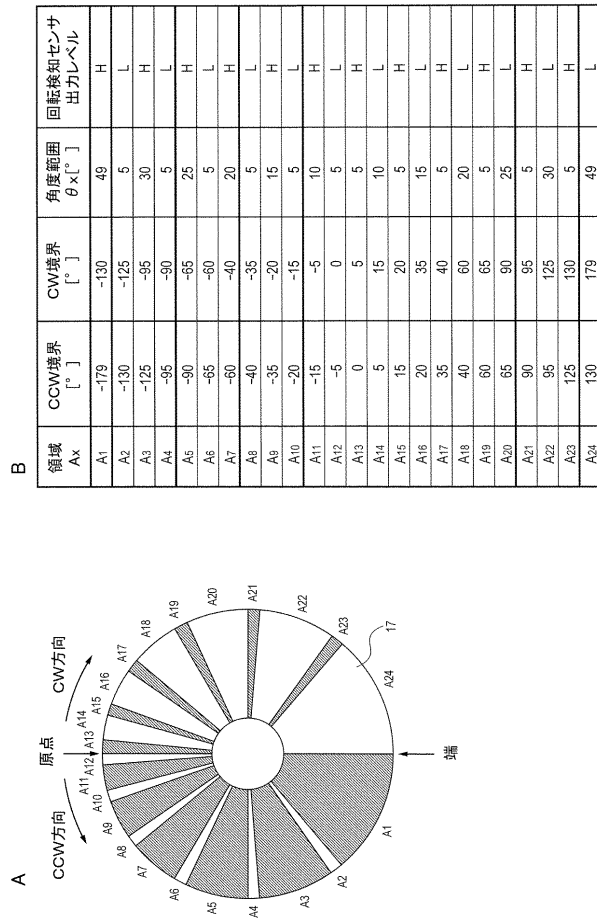 A
CCW方向
原点
CW方向
A12
A13
A11
A14
A10
A15
A9
A16
A8
A17
A7
A18
A6
A19
A5
A20
A4
A21
A3
A22
A2
A23
A1
A24
17
端
B
領域 Ax CCW境界 [°] CW境界 [°] 角度範囲 θx[°] 回転検知センサ 出力レベル
A1 -179 -130 49 H
A2 -130 -125 5 L
A3 -125 -95 30 H
A4 -95 -90 5 L
A5 -90 -65 25 H
A6 -65 -60 5 L
A7 -60 -40 20 H
A8 -40 -35 5 L
A9 -35 -20 15 H
A10 -20 -15 5 L
A11 -15 -5 10 H
A12 -5 0 5 L
A13 0 5 5 H
A14 5 15 10 L
A15 15 20 5 H
A16 20 35 15 L
A17 35 40 5 H
A18 40 60 20 L
A19 60 65 5 H
A20 65 90 25 L
A21 90 95 5 H
A22 95 125 30 L
A23 125 130 5 H
A24 130 179 49 L